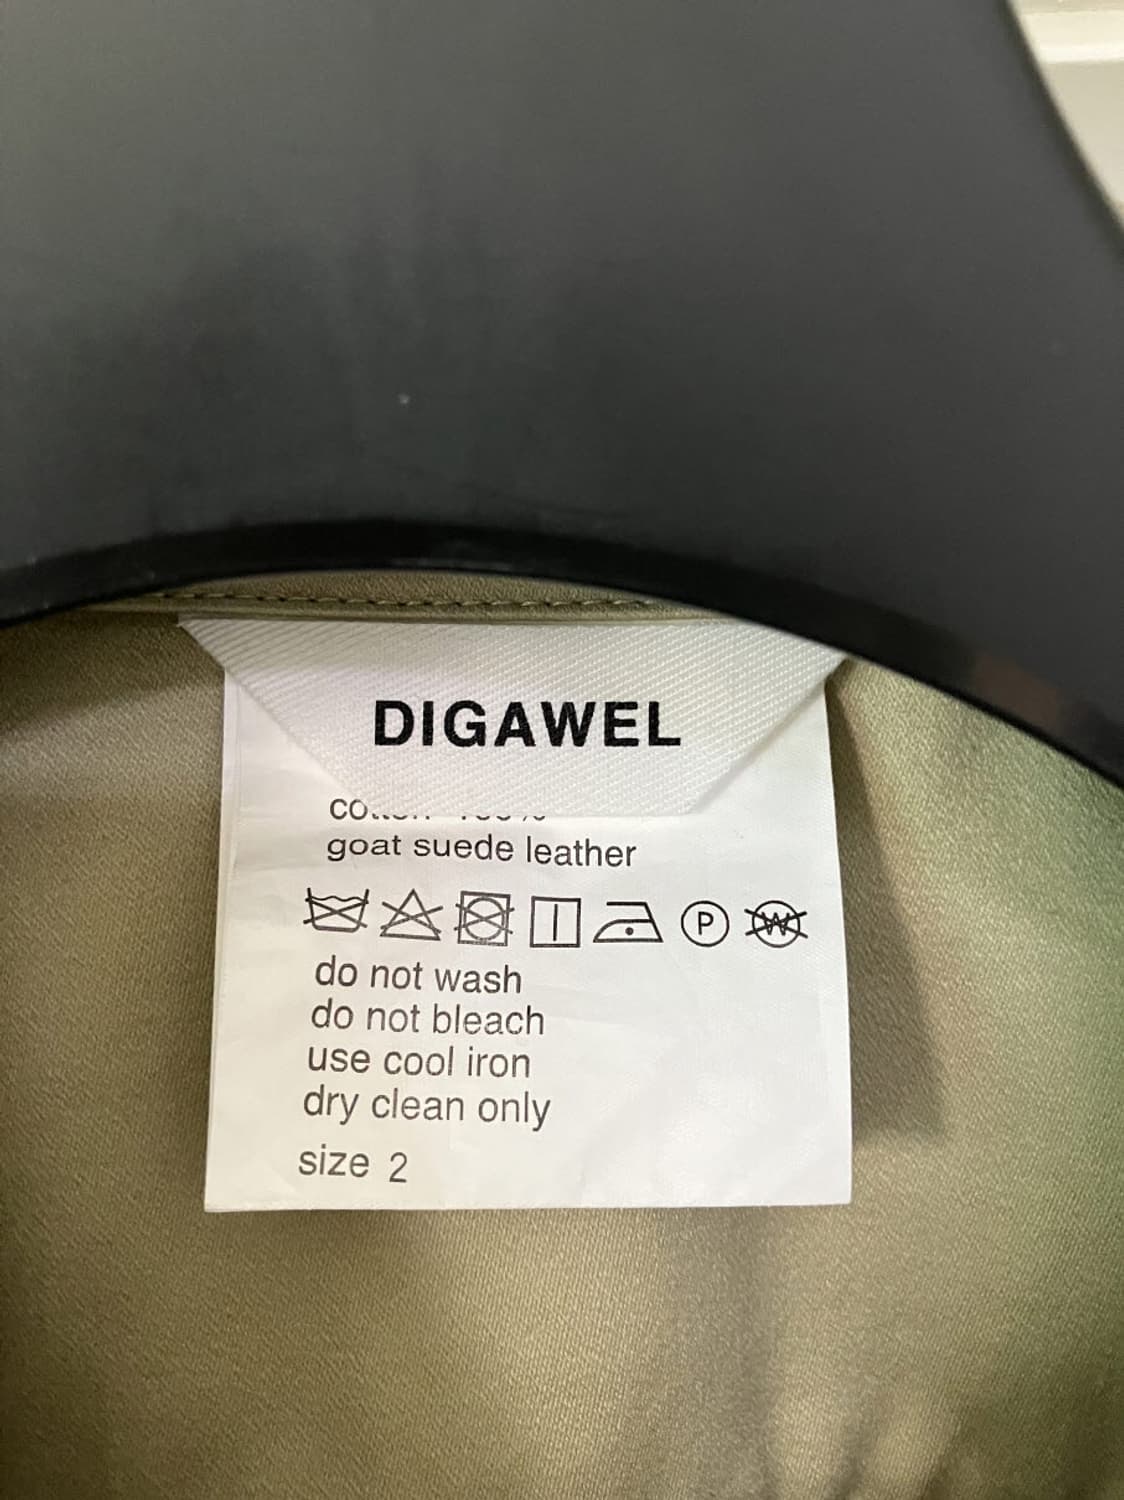 DIGAWEL
goat suede leather
P W
do not wash
do not bleach
use cool iron
dry clean only
size 2